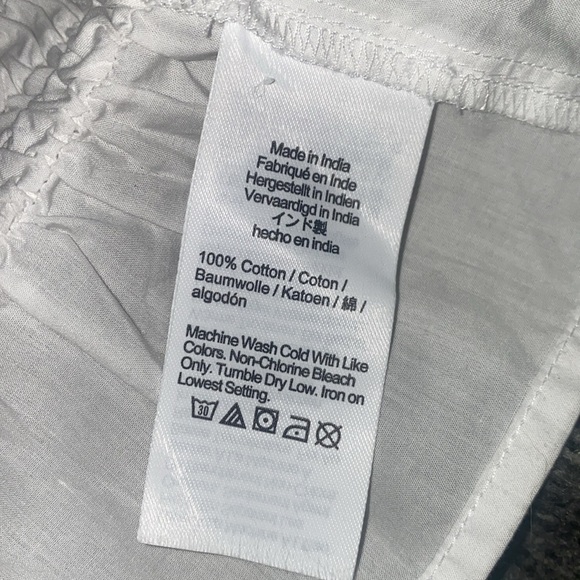 Made in India
Fabriqué en Inde
Hergestellt in Indien
Vervaardigd in India
インド製
hecho en india
100% Cotton / Coton /
Baumwolle / Katoen / 綿 /
algodón
Machine Wash Cold With Like
Colors. Non-Chlorine Bleach
Only. Tumble Dry Low. Iron on
Lowest Setting.
30